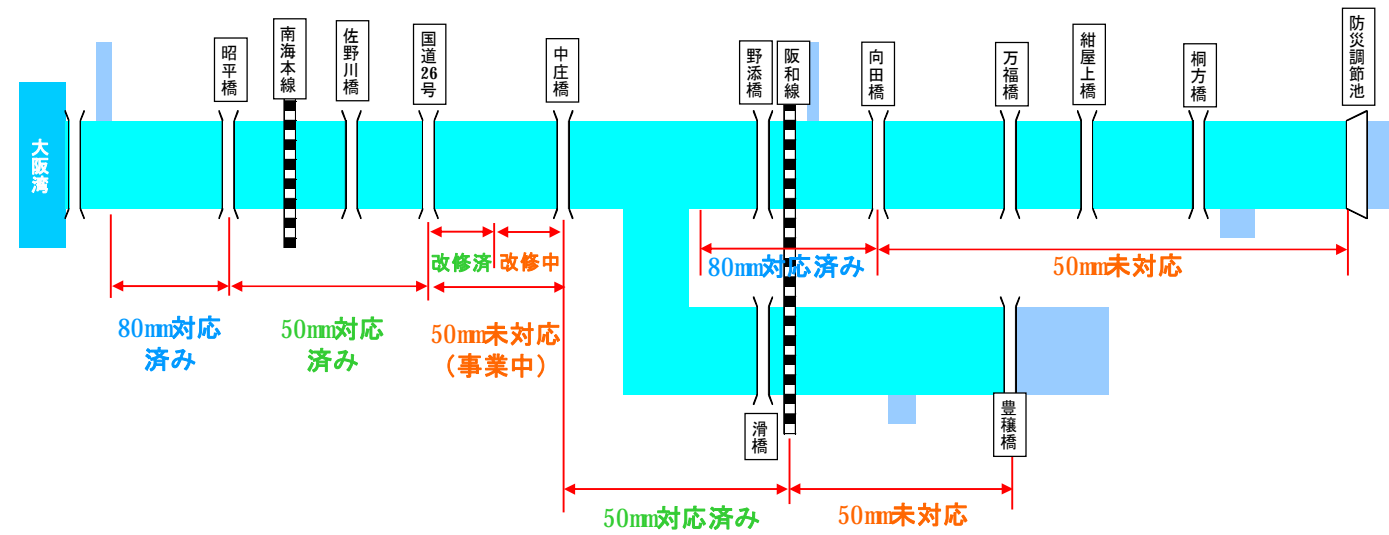 大阪湾
昭平橋
南海本線
佐野川橋
国道26号
中庄橋
野添橋
阪和線
向田橋
万福橋
紺屋上橋
桐方橋
防災調節池
改修済
改修中
80mm対応済み
50mm未対応
80mm対応
済み
50mm対応
済み
50mm未対応
（事業中）
滑橋
豊穣橋
50mm対応済み
50mm未対応